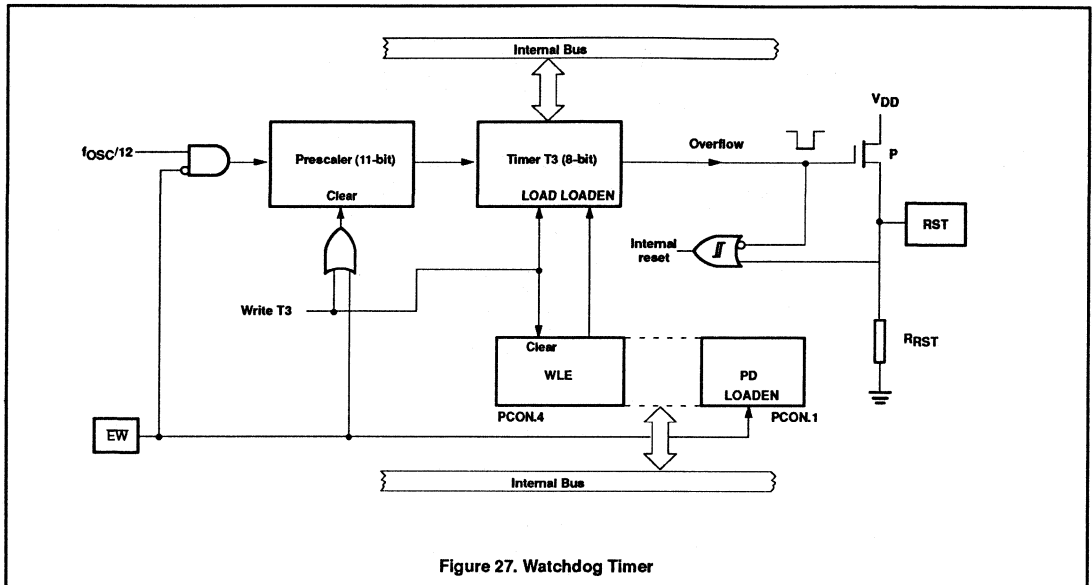 Internal Bus
VDD
fOSC/12
Prescaler (11-bit)
Clear
Timer T3 (8-bit)
LOAD LOADEN
Overflow
P
RST
Internal
reset
Write T3
Clear
WLE
PCON.4
PD
LOADEN
PCON.1
RRST
EW
Internal Bus
Figure 27. Watchdog Timer